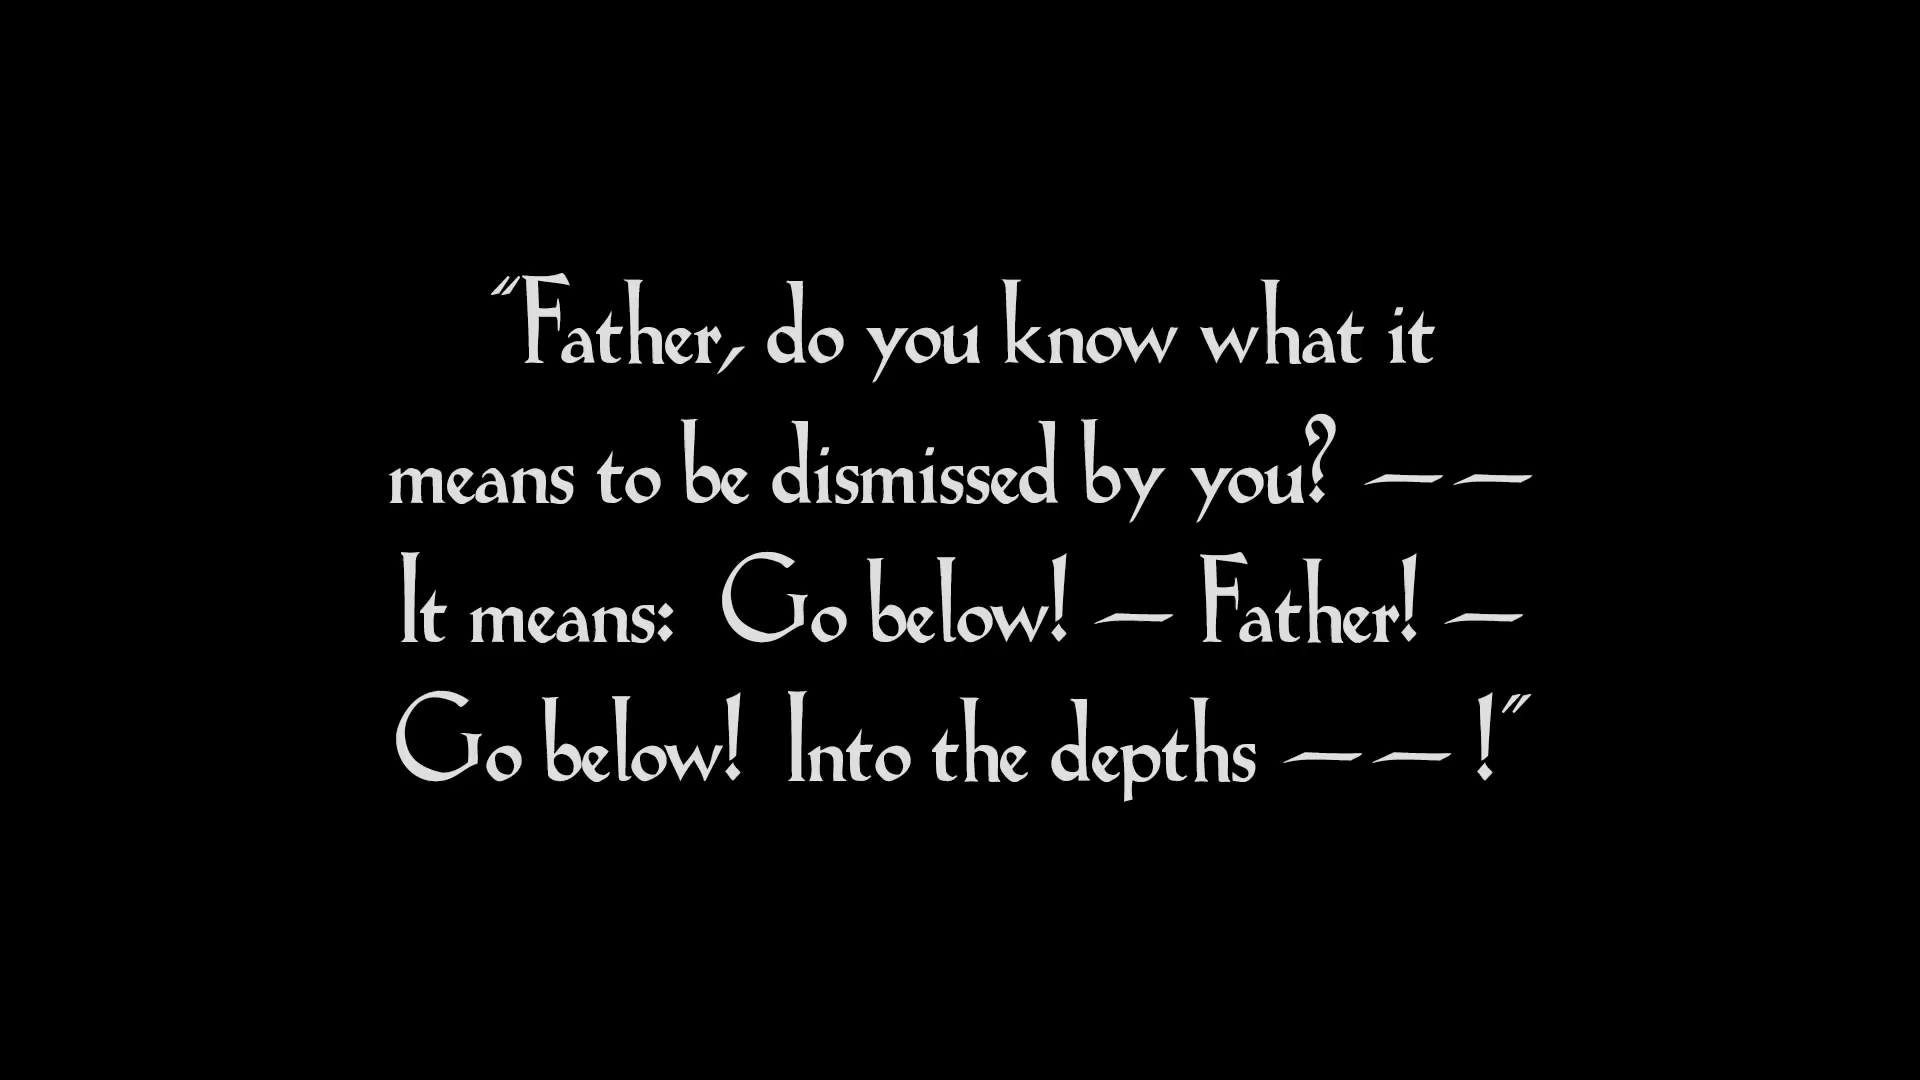 "Father, do you know what it
means to be dismissed by you? — —
It means: Go below! — Father! —
Go below! Into the depths — — !"